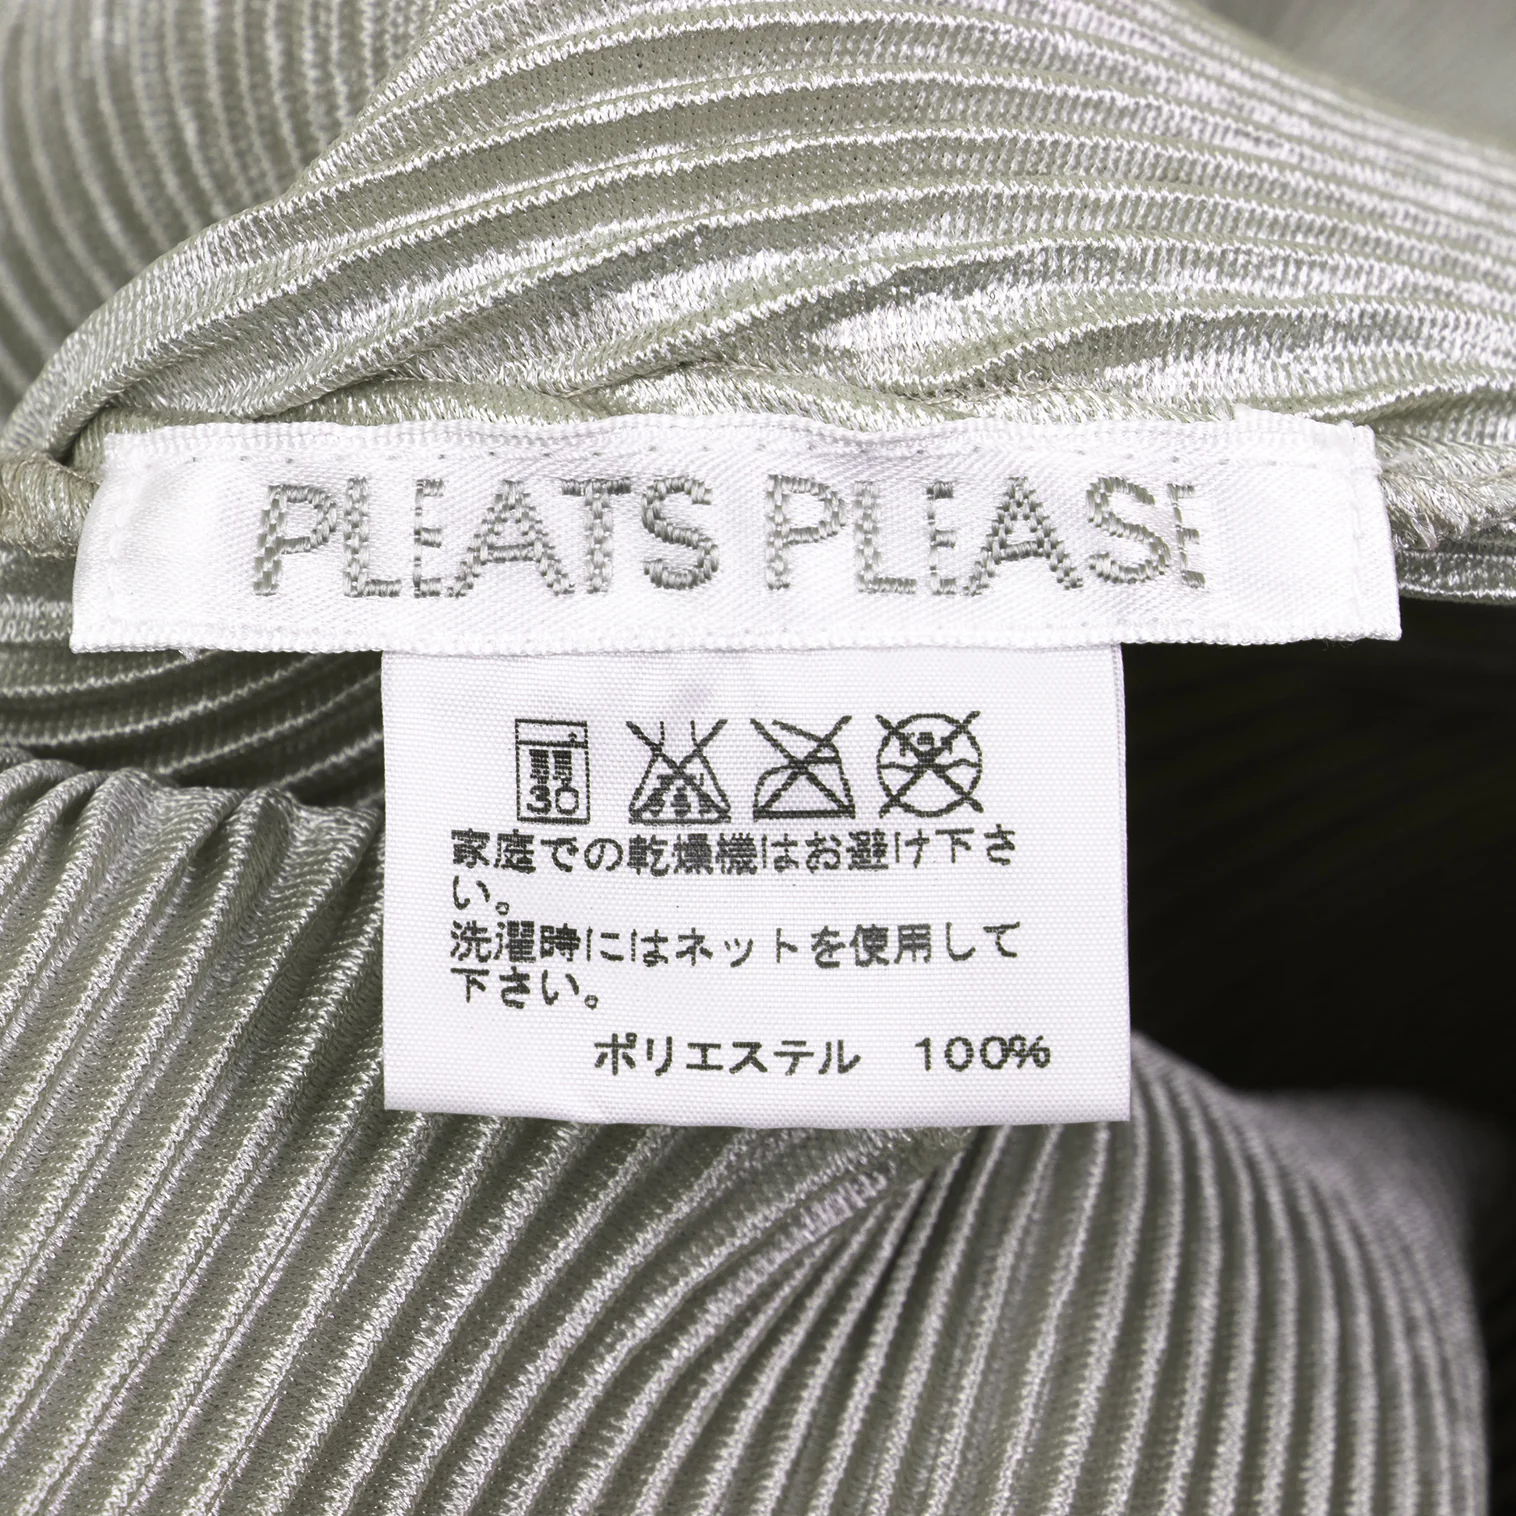 PLEATS PLEASE
30
家庭での乾燥機はお避け下さ
い。
洗濯時にはネットを使用して
下さい。
ポリエステル 100%